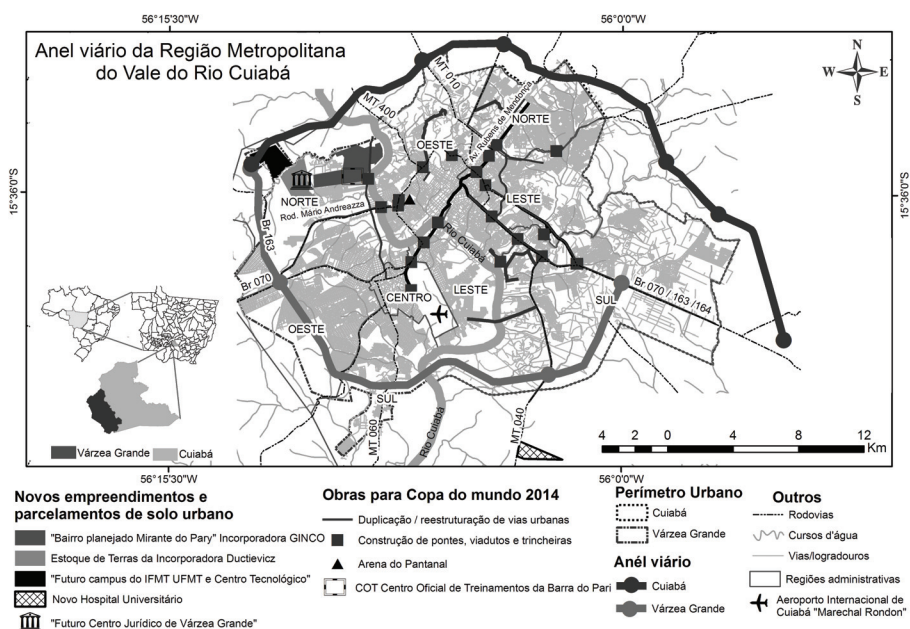 56°15'30"W
56°0'0"W
Anel viário da Região Metropolitana
do Vale do Rio Cuiabá
N
W
E
S
MT 010
MT 400
Av. Rubens de Mendonça
NORTE
OESTE
15°36'0"S
15°36'0"S
NORTE
LESTE
Rod. Mário Andreazza
Br 163
Rio Cuiabá
Br 070
CENTRO
LESTE
SUL
Br 070 / 163 /164
OESTE
SUL
MT 060
Rio Cuiabá
MT 040
Várzea Grande
Cuiabá
4 2 0 4 8 12
Km
56°15'30"W
56°0'0"W
Novos empreendimentos e
parcelamentos de solo urbano
"Bairro planejado Mirante do Pary" Incorporadora GINCO
Estoque de Terras da Incorporadora Ductievicz
"Futuro campus do IFMT UFMT e Centro Tecnológico"
Novo Hospital Universitário
"Futuro Centro Jurídico de Várzea Grande"
Obras para Copa do mundo 2014
Duplicação / reestruturação de vias urbanas
Construção de pontes, viadutos e trincheiras
Arena do Pantanal
COT Centro Oficial de Treinamentos da Barra do Pari
Perímetro Urbano
Cuiabá
Várzea Grande
Anél viário
Cuiabá
Várzea Grande
Outros
Rodovias
Cursos d'água
Vias/logradouros
Regiões administrativas
Aeroporto Internacional de
Cuiabá "Marechal Rondon"